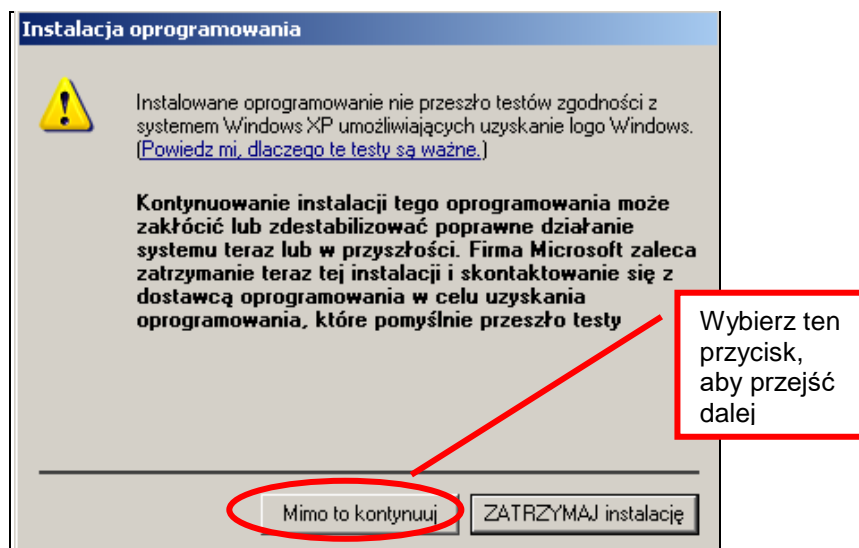 Instalacja oprogramowania
Instalowane oprogramowanie nie przeszło testów zgodności z
systemem Windows XP umożliwiających uzyskanie logo Windows.
(Powiedz mi, dlaczego te testy są ważne.)
Kontynuowanie instalacji tego oprogramowania może
zakłócić lub zdestabilizować poprawne działanie
systemu teraz lub w przyszłości. Firma Microsoft zaleca
zatrzymanie teraz tej instalacji i skontaktowanie się z
dostawcą oprogramowania w celu uzyskania
oprogramowania, które pomyślnie przeszło testy
Wybierz ten
przycisk,
aby przejść
dalej
Mimo to kontynuuj
ZATRZYMAJ instalację